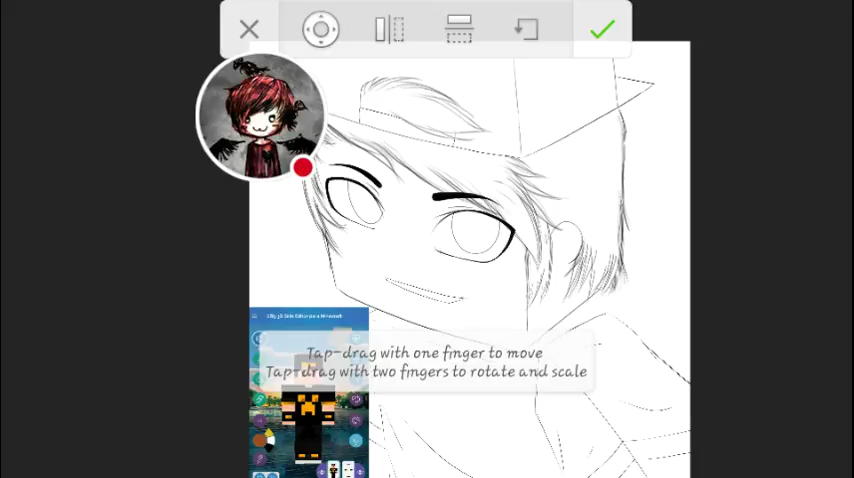 Tap-drag with one finger to move
Tap+drag with two fingers to rotate and scale